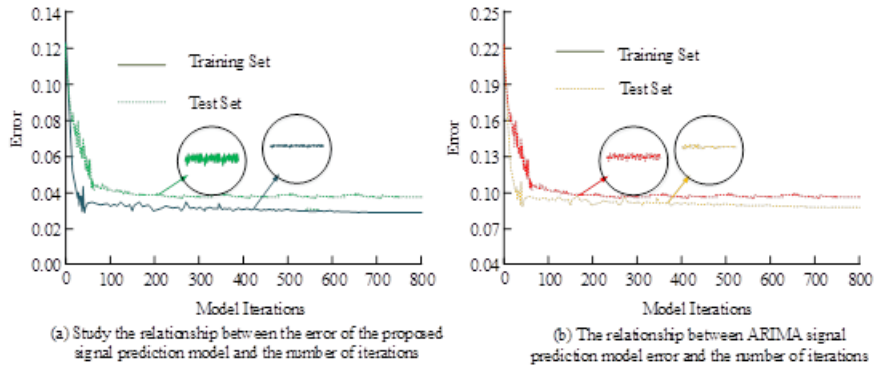 0.14
0.12
0.10
0.08
0.06
0.04
0.02
0.00
Error
Training Set
Test Set
0 100 200 300 400 500 600 700 800
Model Iterations
(a) Study the relationship between the error of the proposed
signal prediction model and the number of iterations
0.25
0.22
0.19
0.16
0.13
0.10
0.07
0.04
Error
Training Set
Test Set
0 100 200 300 400 500 600 700 800
Model Iterations
(b) The relationship between ARIMA signal
prediction model error and the number of iterations